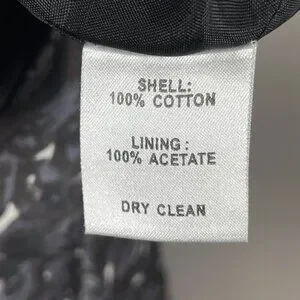 SHELL:
100% COTTON
LINING:
100% ACETATE
DRY CLEAN